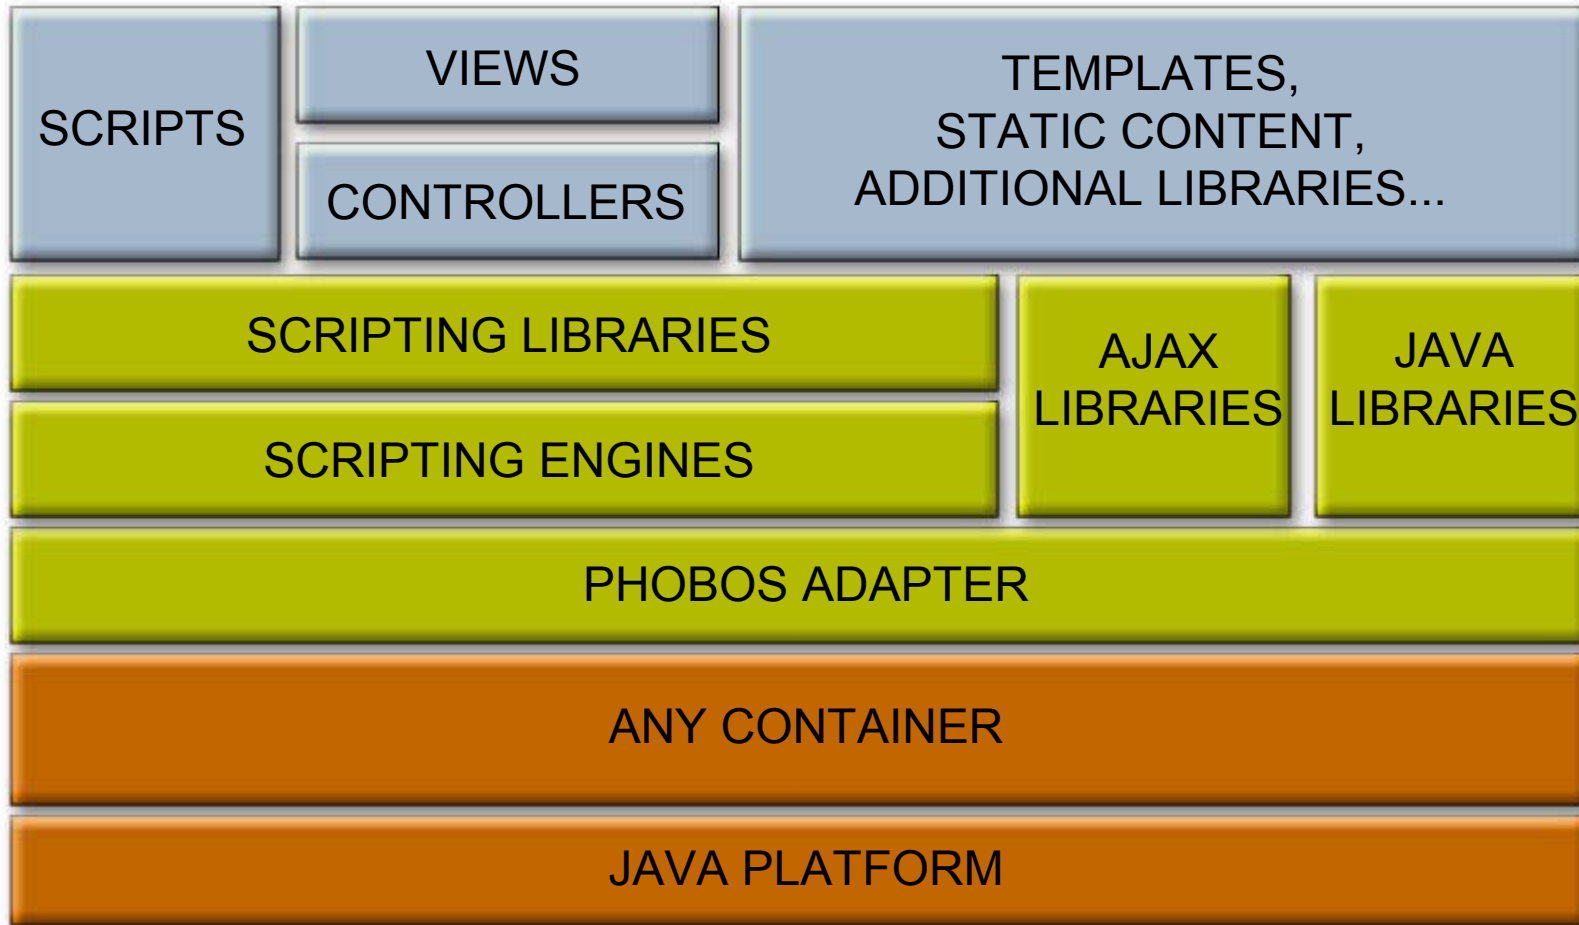 SCRIPTS
VIEWS
CONTROLLERS
TEMPLATES,
STATIC CONTENT,
ADDITIONAL LIBRARIES...
SCRIPTING LIBRARIES
SCRIPTING ENGINES
AJAX
LIBRARIES
JAVA
LIBRARIES
PHOBOS ADAPTER
ANY CONTAINER
JAVA PLATFORM